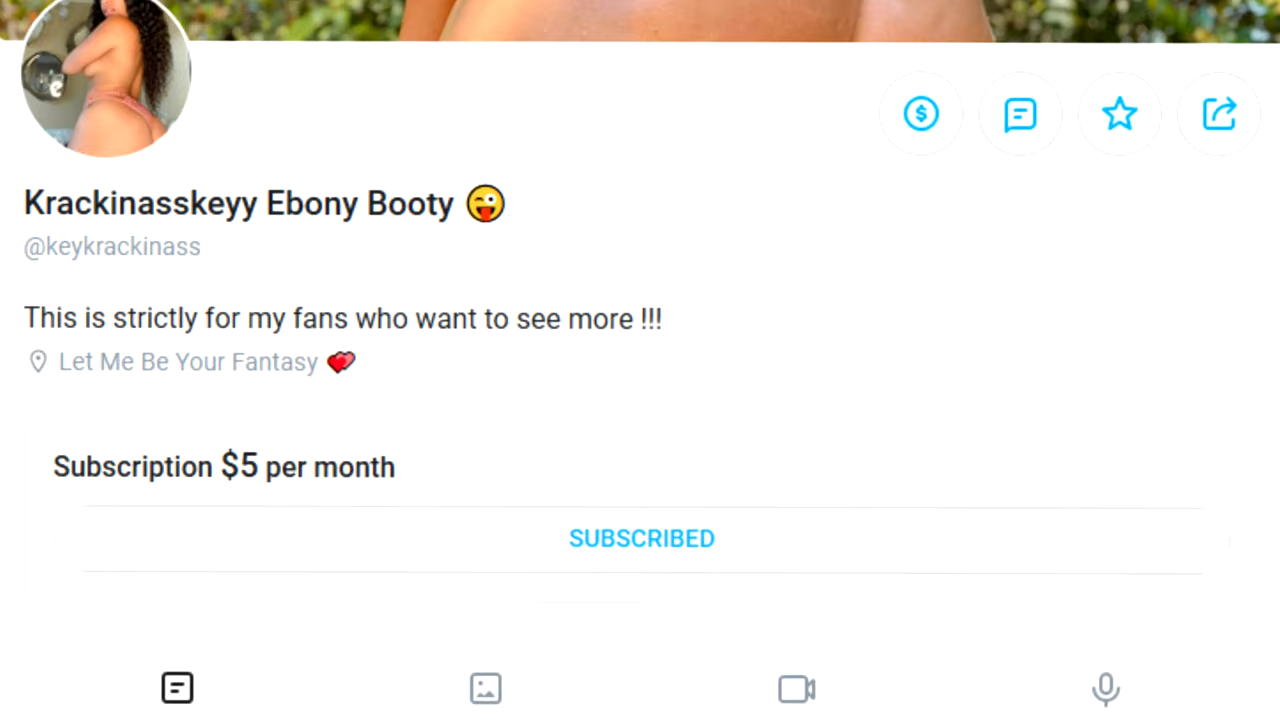 Krackinasskeyy Ebony Booty 😜
@keykrackinass
This is strictly for my fans who want to see more !!!
Let Me Be Your Fantasy 💕
Subscription $5 per month
SUBSCRIBED